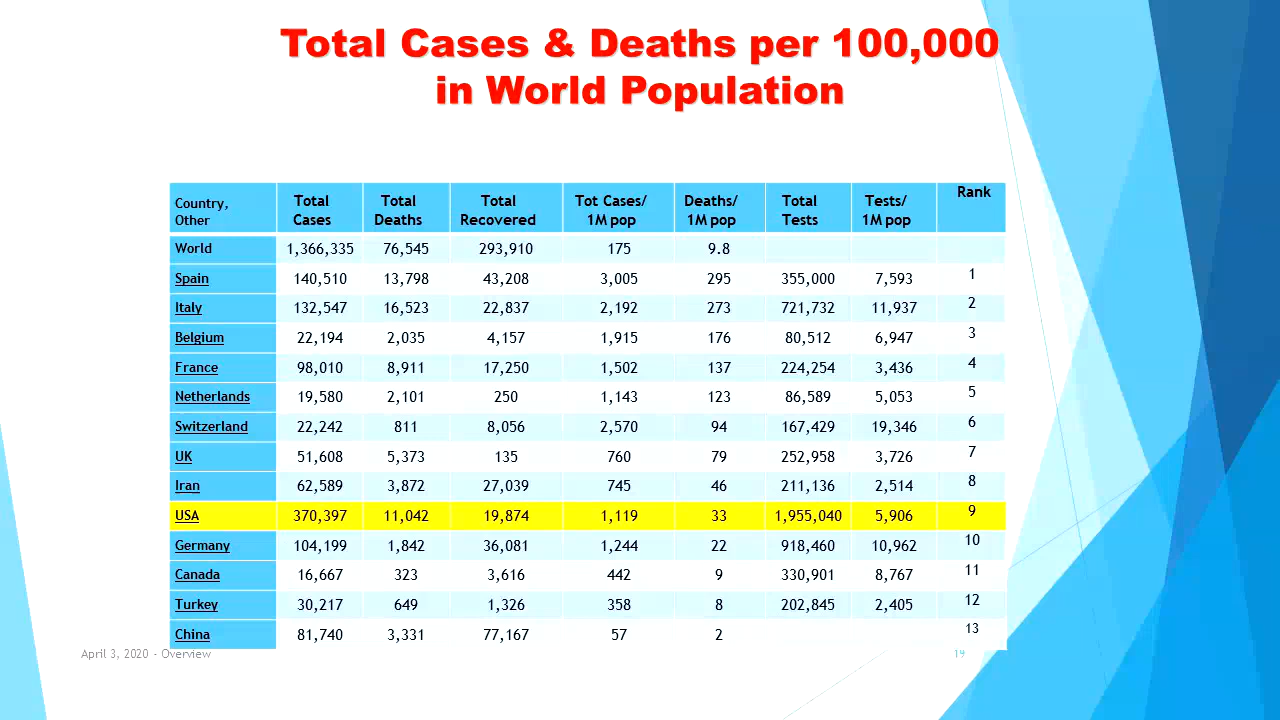 Total Cases & Deaths per 100,000
in World Population
Country, Other Total Cases Total Deaths Total Recovered Tot Cases/ 1M pop Deaths/ 1M pop Total Tests Tests/ 1M pop Rank
World 1,366,335 76,545 293,910 175 9.8
Spain 140,510 13,798 43,208 3,005 295 355,000 7,593 1
Italy 132,547 16,523 22,837 2,192 273 721,732 11,937 2
Belgium 22,194 2,035 4,157 1,915 176 80,512 6,947 3
France 98,010 8,911 17,250 1,502 137 224,254 3,436 4
Netherlands 19,580 2,101 250 1,143 123 86,589 5,053 5
Switzerland 22,242 811 8,056 2,570 94 167,429 19,346 6
UK 51,608 5,373 135 760 79 252,958 3,726 7
Iran 62,589 3,872 27,039 745 46 211,136 2,514 8
USA 370,397 11,042 19,874 1,119 33 1,955,040 5,906 9
Germany 104,199 1,842 36,081 1,244 22 918,460 10,962 10
Canada 16,667 323 3,616 442 9 330,901 8,767 11
Turkey 30,217 649 1,326 358 8 202,845 2,405 12
China 81,740 3,331 77,167 57 2 13
April 3, 2020 - Overview 19